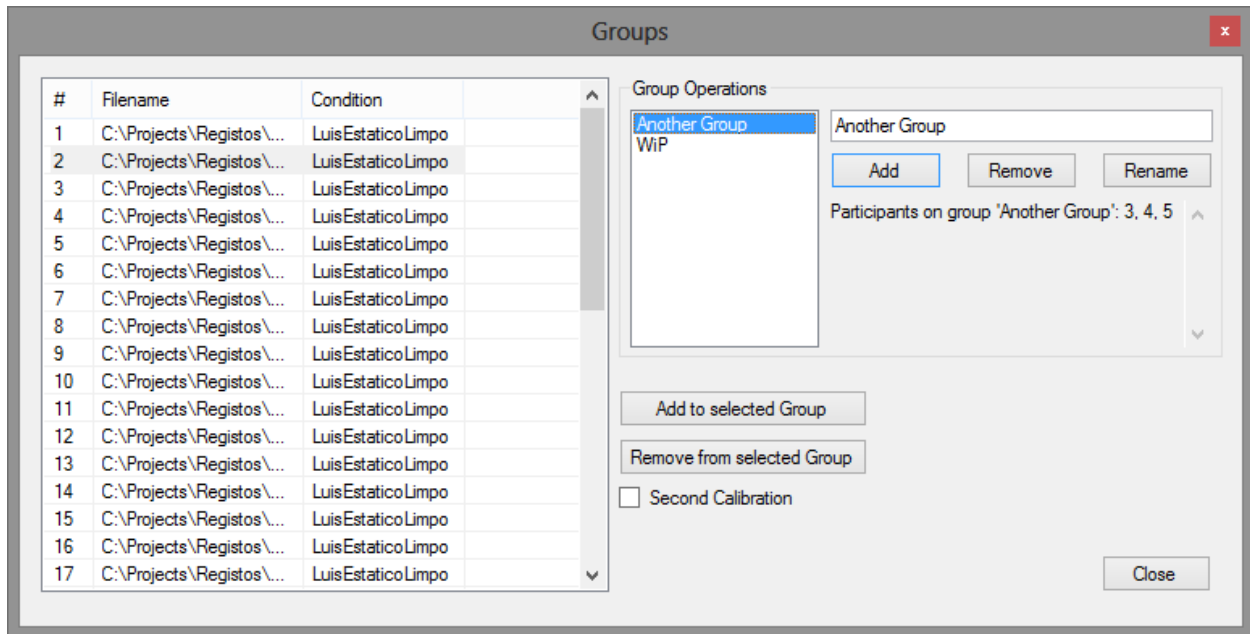 Groups
x
# Filename Condition
1 C:\Projects\Registos\... LuisEstaticoLimpo
2 C:\Projects\Registos\... LuisEstaticoLimpo
3 C:\Projects\Registos\... LuisEstaticoLimpo
4 C:\Projects\Registos\... LuisEstaticoLimpo
5 C:\Projects\Registos\... LuisEstaticoLimpo
6 C:\Projects\Registos\... LuisEstaticoLimpo
7 C:\Projects\Registos\... LuisEstaticoLimpo
8 C:\Projects\Registos\... LuisEstaticoLimpo
9 C:\Projects\Registos\... LuisEstaticoLimpo
10 C:\Projects\Registos\... LuisEstaticoLimpo
11 C:\Projects\Registos\... LuisEstaticoLimpo
12 C:\Projects\Registos\... LuisEstaticoLimpo
13 C:\Projects\Registos\... LuisEstaticoLimpo
14 C:\Projects\Registos\... LuisEstaticoLimpo
15 C:\Projects\Registos\... LuisEstaticoLimpo
16 C:\Projects\Registos\... LuisEstaticoLimpo
17 C:\Projects\Registos\... LuisEstaticoLimpo
Group Operations
Another Group
WiP
Another Group
Add Remove Rename
Participants on group 'Another Group': 3, 4, 5
Add to selected Group
Remove from selected Group
Second Calibration
Close